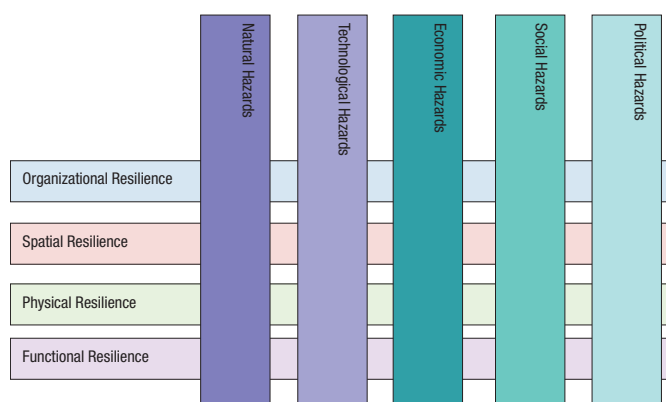 Natural Hazards
Technological Hazards
Economic Hazards
Social Hazards
Political Hazards
Organizational Resilience
Spatial Resilience
Physical Resilience
Functional Resilience